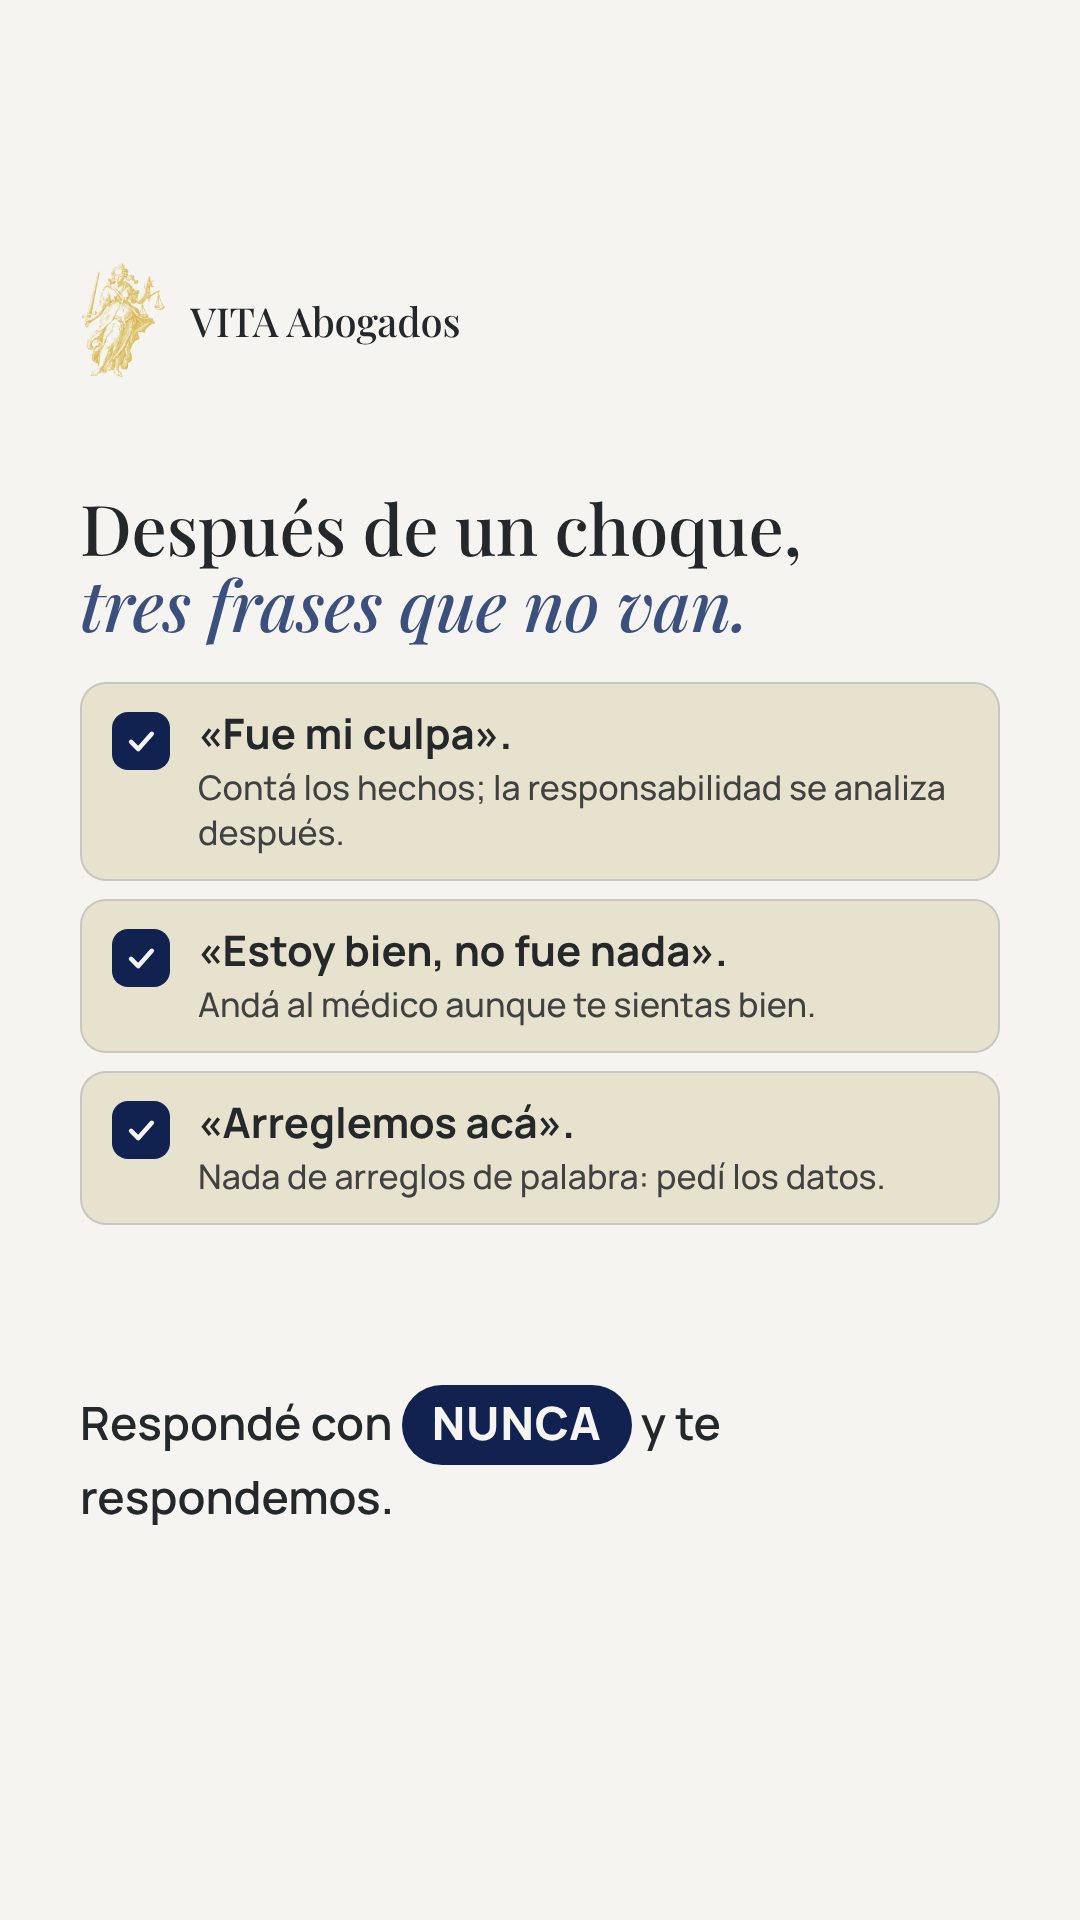 VITA Abogados
Después de un choque,
tres frases que no van.
«Fue mi culpa».
Contá los hechos; la responsabilidad se analiza
después.
«Estoy bien, no fue nada».
Andá al médico aunque te sientas bien.
«Arreglemos acá».
Nada de arreglos de palabra: pedí los datos.
Respondé con NUNCA y te
respondemos.